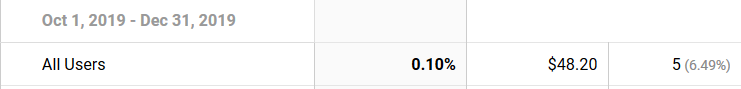 Oct 1, 2019 - Dec 31, 2019
All Users 0.10% $48.20 5 (6.49%)